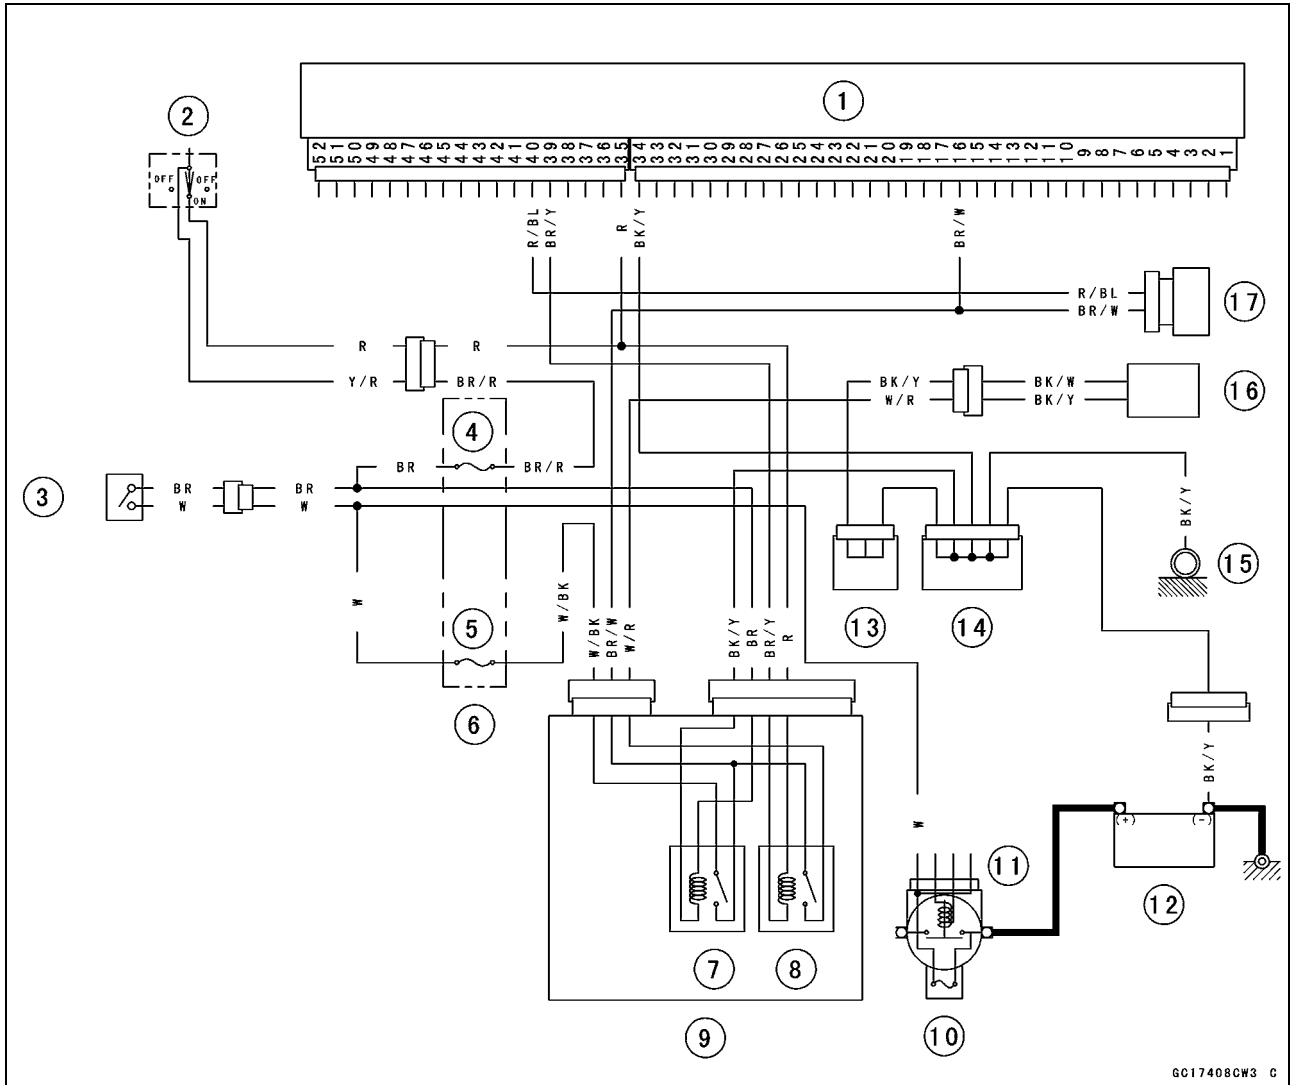 1
2
52 51 50 49 48 47 46 45 44 43 42 41 40 39 38 37 36 35 34 33 32 31 30 29 28 27 26 25 24 23 22 21 20 19 18 17 16 15 14 13 12 11 10 9 8 7 6 5 4 3 2 1
OFF OFF
ON
R/BL BR/Y R BK/Y BR/W
R/BL
17
BR/W
R R
Y/R BR/R
BK/Y BK/W
W/R BK/Y
16
4
BR BR/R
3
BR BR
W W
BK/Y
15
W
W/BK
5
13 14
W/BK BR/W W/R BK/Y BR BR/Y R
6
BK/Y
W
(+) (-)
11
12
7 8
10
9
GC17408CW3 C